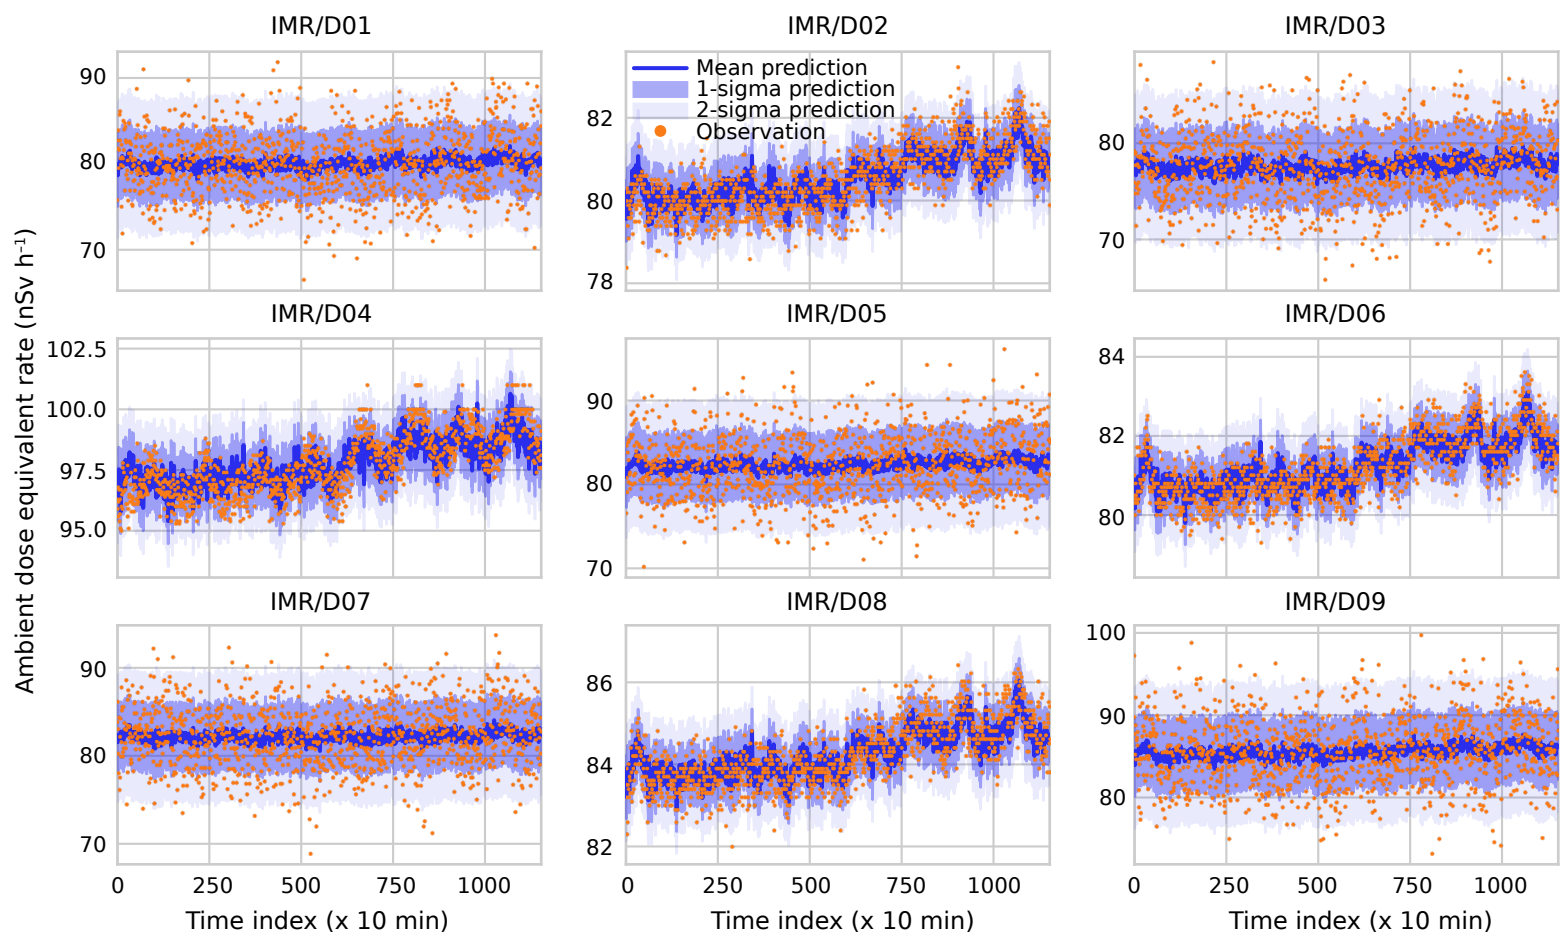 IMR/D01
IMR/D02
IMR/D03
90
80
70
82
80
78
Mean prediction
1-sigma prediction
2-sigma prediction
Observation
80
70
Ambient dose equivalent rate (nSv h⁻¹)
IMR/D04
IMR/D05
IMR/D06
102.5
100.0
97.5
95.0
90
80
70
84
82
80
IMR/D07
IMR/D08
IMR/D09
90
80
70
86
84
82
100
90
80
0 250 500 750 1000
0 250 500 750 1000
0 250 500 750 1000
Time index (x 10 min)
Time index (x 10 min)
Time index (x 10 min)